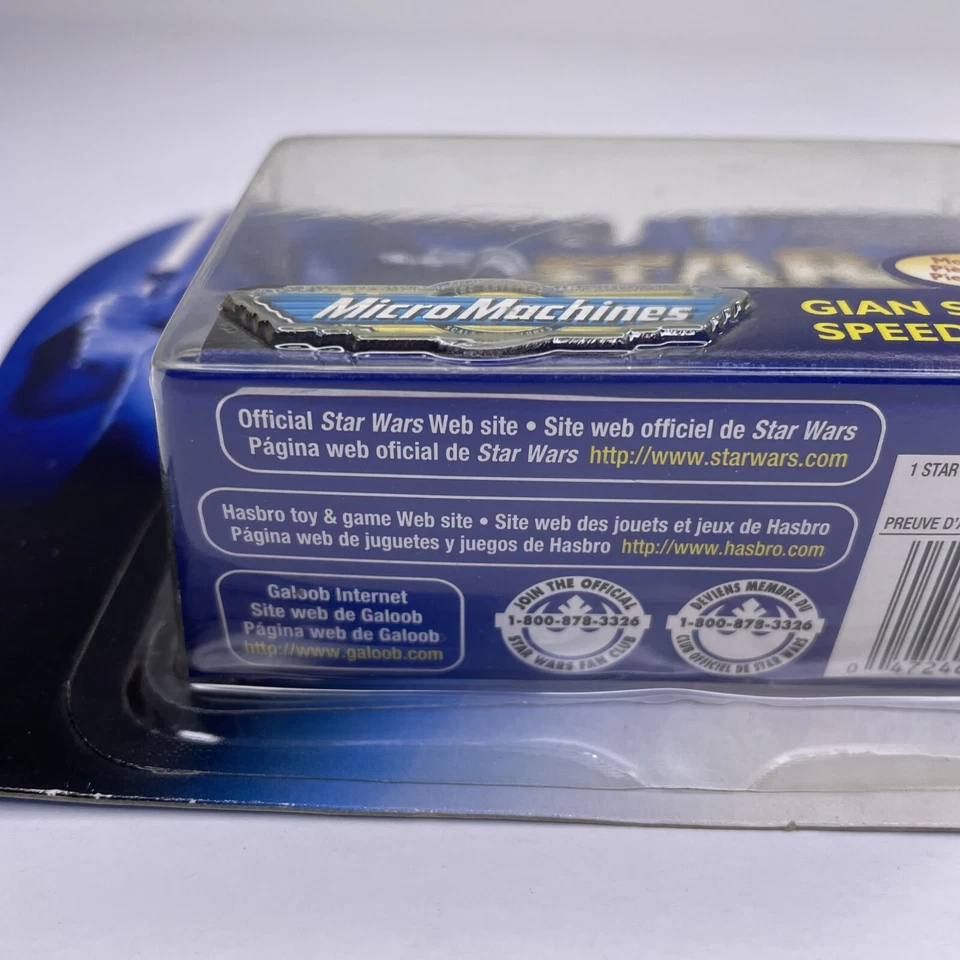 STAR
MicroMachines
GIAN S
SPEED
Official Star Wars Web site • Site web officiel de Star Wars
Página web oficial de Star Wars http://www.starwars.com
Hasbro toy & game Web site • Site web des jouets et jeux de Hasbro
Página web de juguetes y juegos de Hasbro http://www.hasbro.com
Galoob Internet
Site web de Galoob
Página web de Galoob
http://www.galoob.com
JOIN THE OFFICIAL
1-800-878-3326
STAR WARS FAN CLUB
DEVIENS MEMBRE DU
1-800-878-3326
CLUB OFFICIEL DE STAR WARS
1 STAR
PREUVE D'A
0 47246